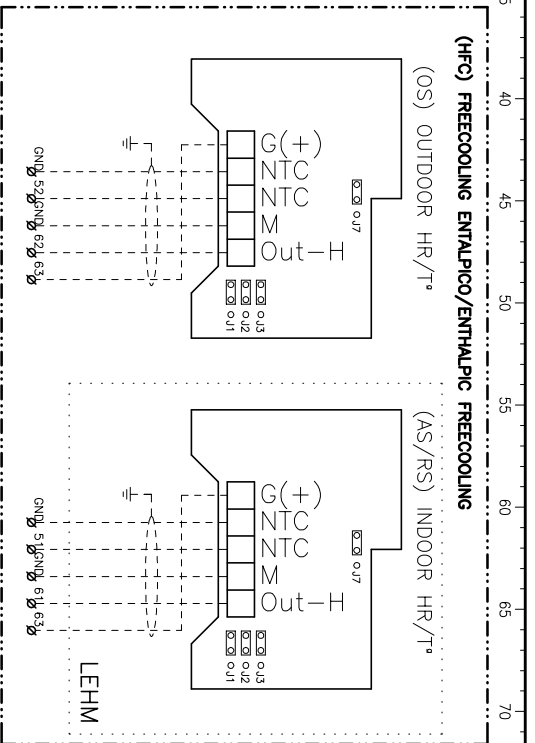 40 45 50 55 60 65 70
(HFC) FREECOOLING ENTALPICO/ENTHALPIC FREECOOLING
(OS) OUTDOOR HR/Tª
J7
G(+)
NTC
NTC
M
Out-H
J3
J2
J1
GND 52 GND 62 63
(AS/RS) INDOOR HR/Tª
J7
G(+)
NTC
NTC
M
Out-H
J3
J2
J1
GND 51 GND 61 63
LEHM